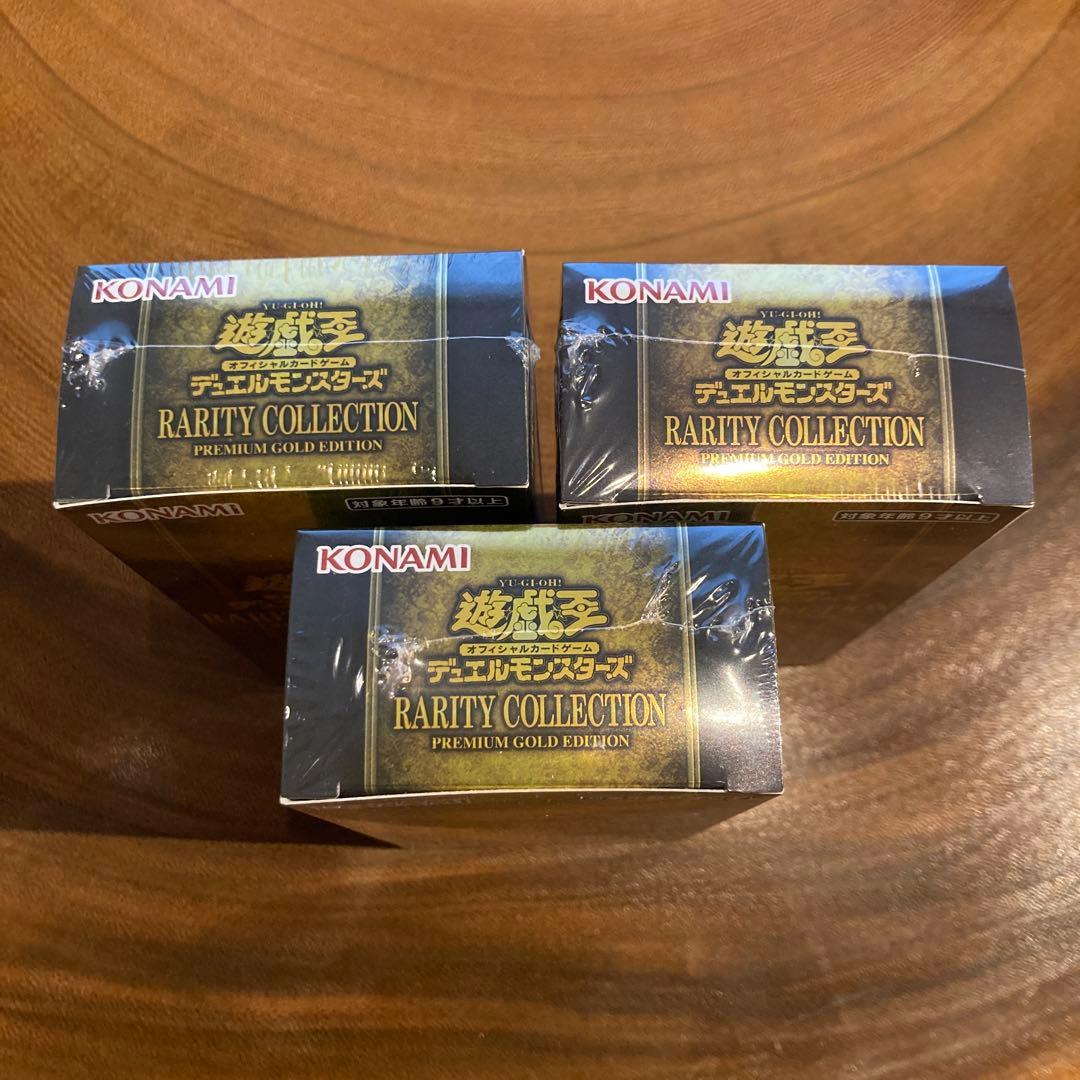 KONAMI
YU-GI-OH!
遊戯王
オフィシャルカードゲーム
デュエルモンスターズ
RARITY COLLECTION
PREMIUM GOLD EDITION
KONAMI
対象年齢9才以上
KONAMI
YU-GI-OH!
遊戯王
オフィシャルカードゲーム
デュエルモンスターズ
RARITY COLLECTION
PREMIUM GOLD EDITION
KONAMI
対象年齢9才以上
KONAMI
YU-GI-OH!
遊戯王
オフィシャルカードゲーム
デュエルモンスターズ
RARITY COLLECTION
PREMIUM GOLD EDITION